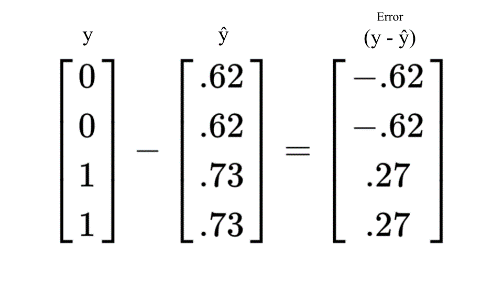 Error
y ŷ (y - ŷ)
0 .62 −.62
0 .62 −.62
− =
1 .73 .27
1 .73 .27